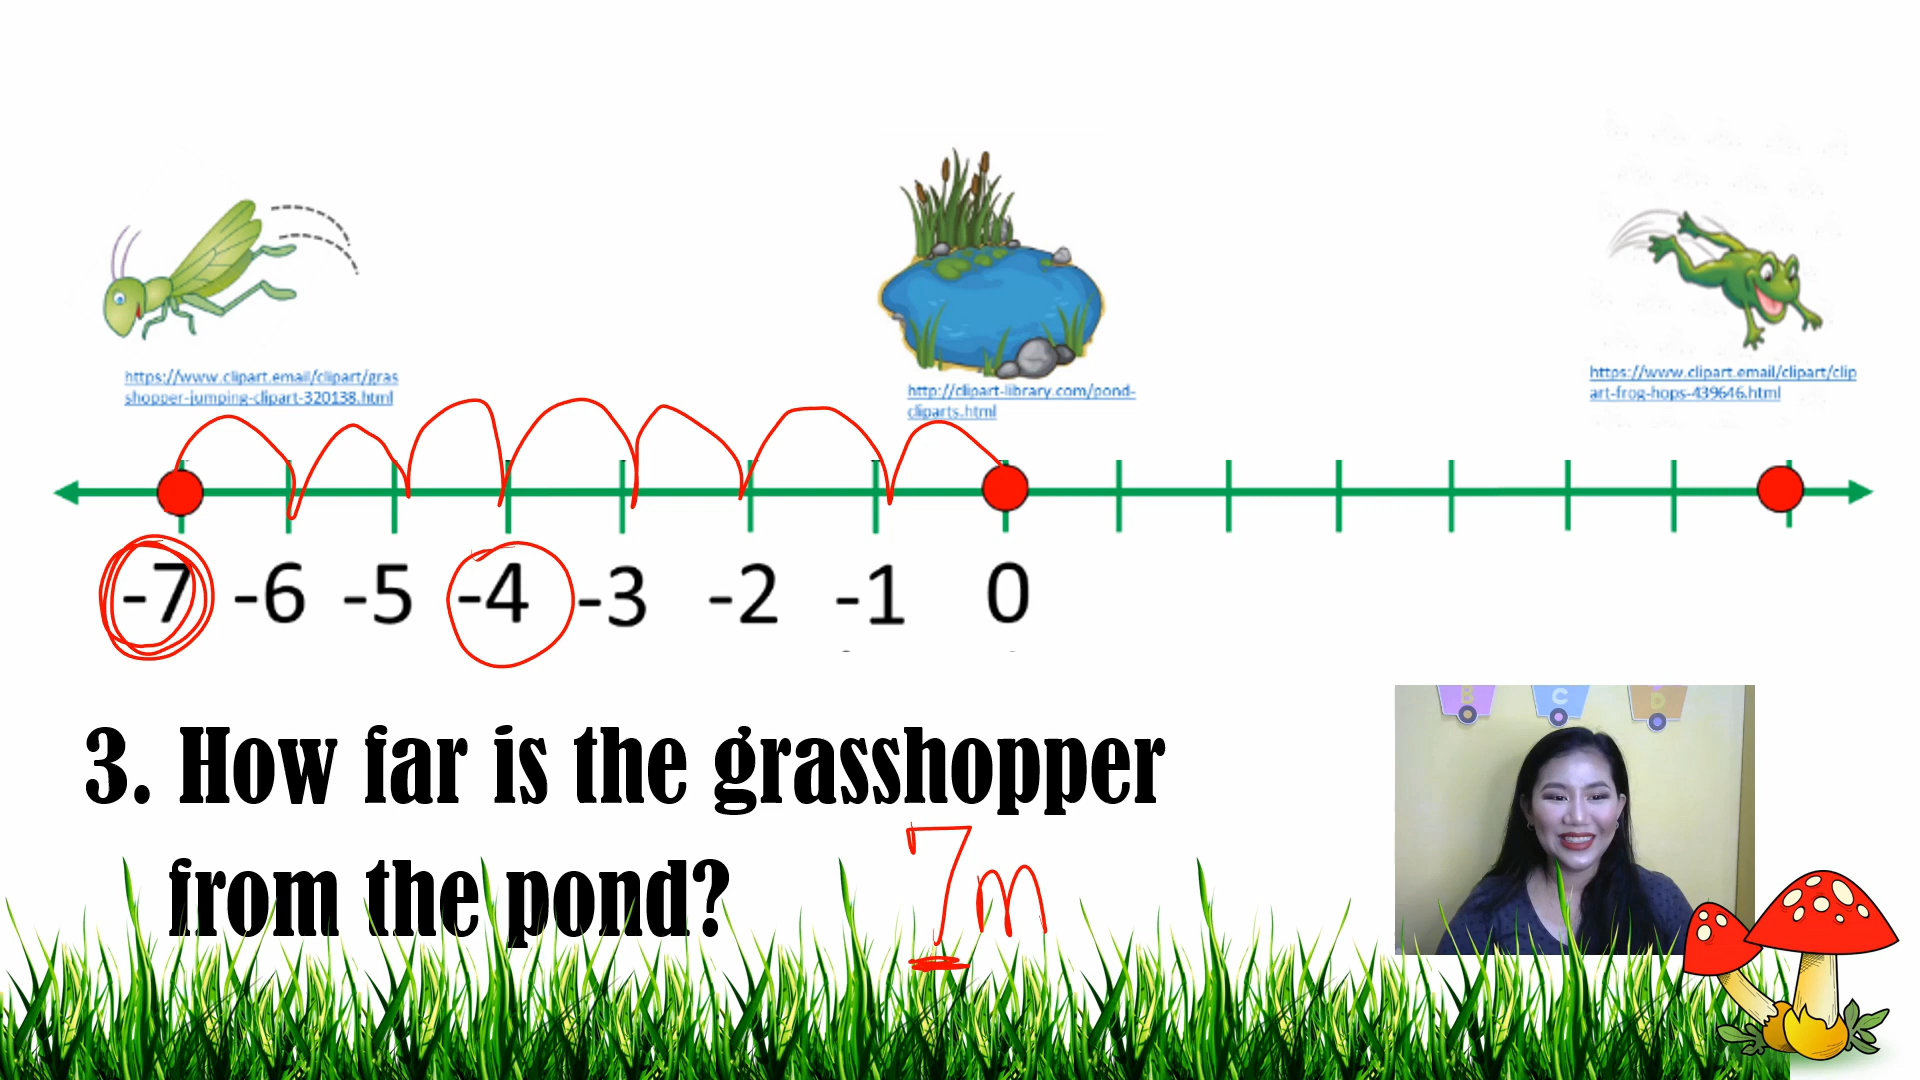 https://www.clipart.email/clipart/gras
shopper-jumping-clipart-320138.html
http://clipart-library.com/pond-
cliparts.html
https://www.clipart.email/clipart/clip
art-frog-hops-439646.html
-7 -6 -5 -4 -3 -2 -1 0
3. How far is the grasshopper
from the pond? 7m
B C D